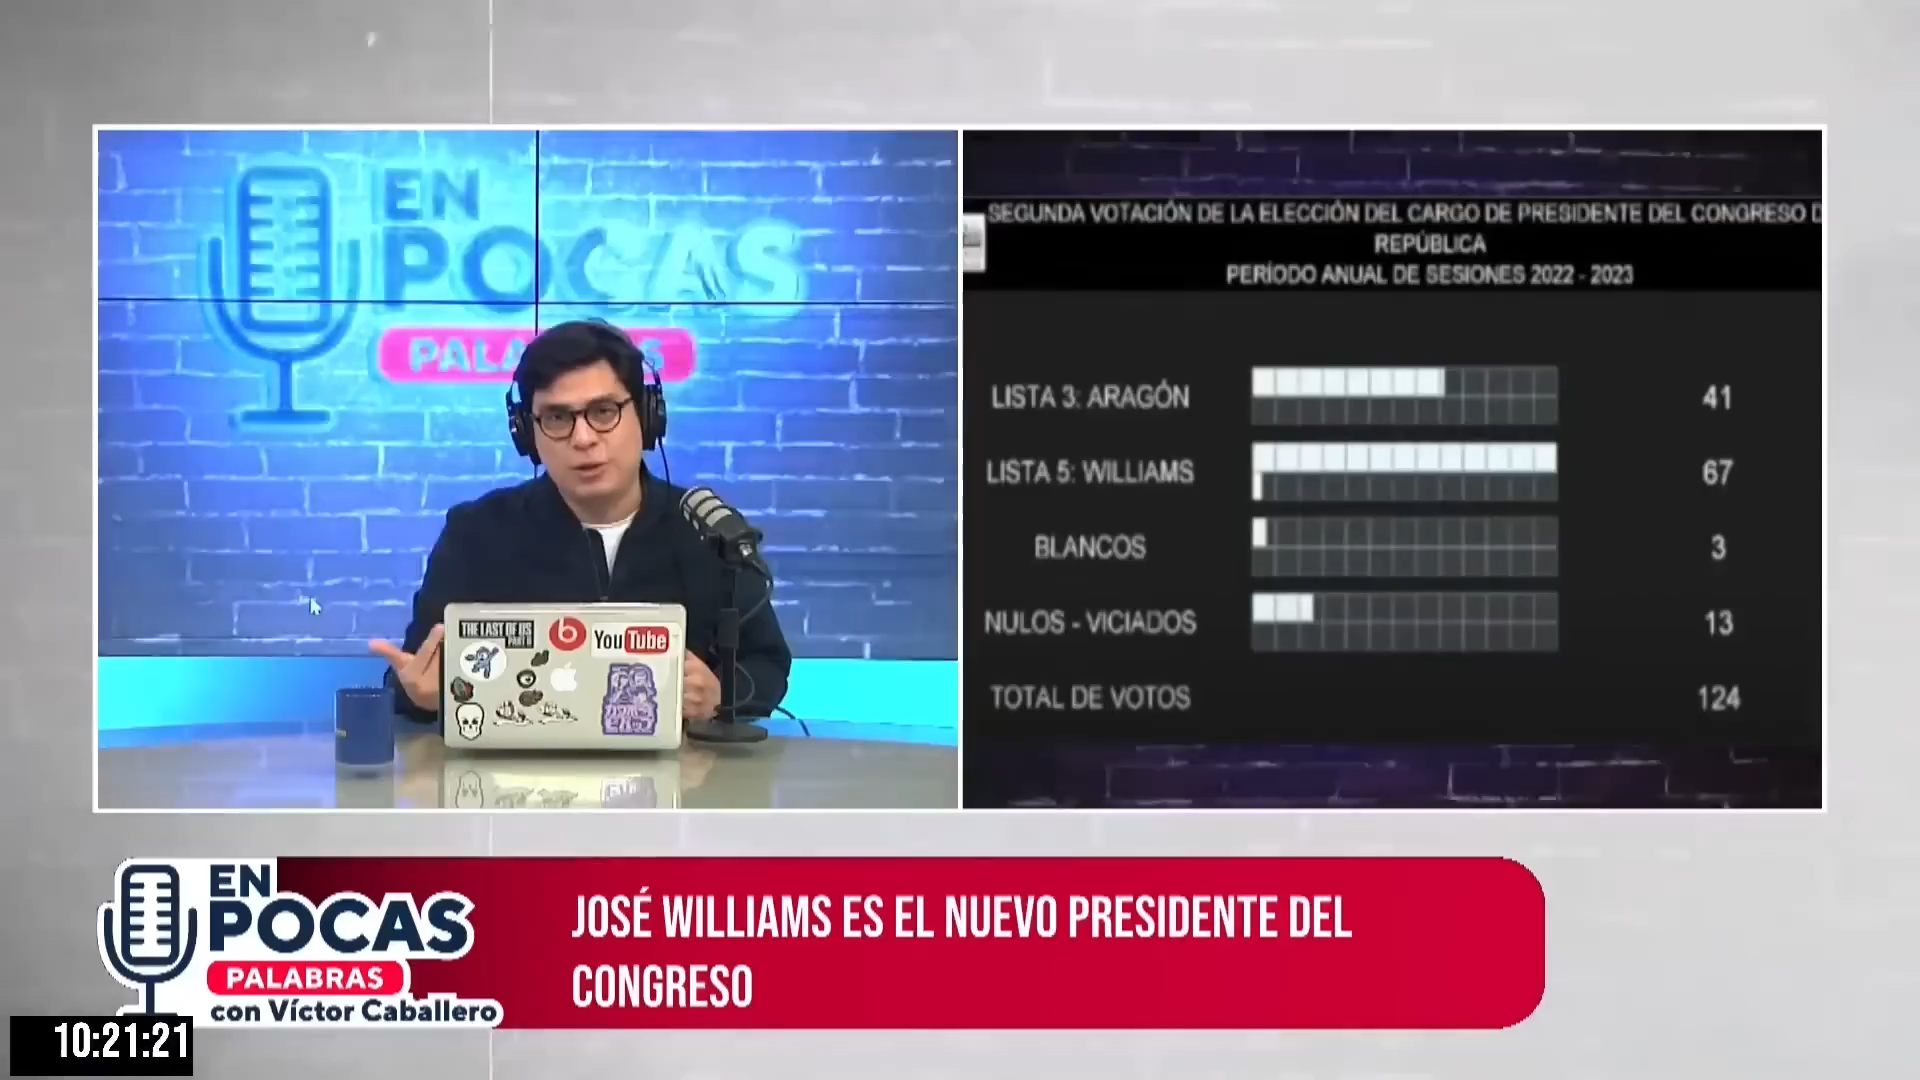 EN
POCAS
PALA S
THE LAST OF US
PART II
b
YouTube
SEGUNDA VOTACIÓN DE LA ELECCIÓN DEL CARGO DE PRESIDENTE DEL CONGRESO D
REPÚBLICA
PERÍODO ANUAL DE SESIONES 2022 - 2023
LISTA 3: ARAGÓN 41
LISTA 5: WILLIAMS 67
BLANCOS 3
NULOS - VICIADOS 13
TOTAL DE VOTOS 124
EN
POCAS
PALABRAS
con Víctor Caballero
JOSÉ WILLIAMS ES EL NUEVO PRESIDENTE DEL
CONGRESO
10:21:21